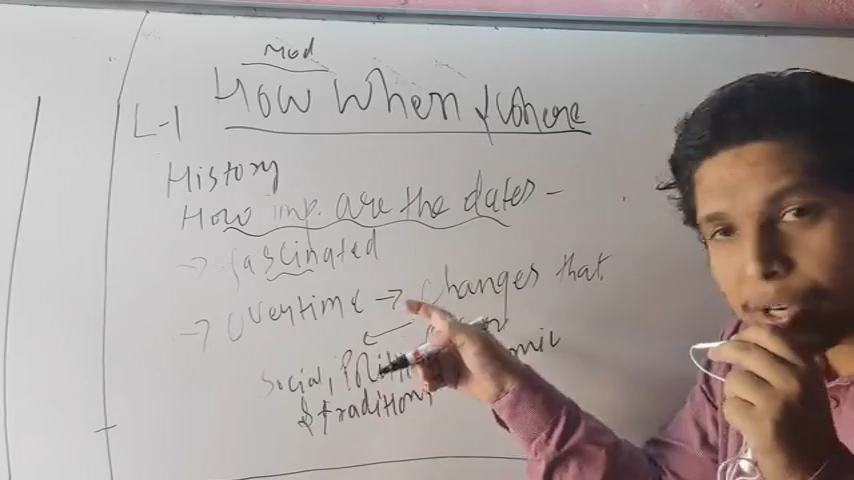 Mod
L-1 How When & Where
History
How imp. are the dates -
→ fascinated
→ Overtime → Changes that
Social,
& traditions